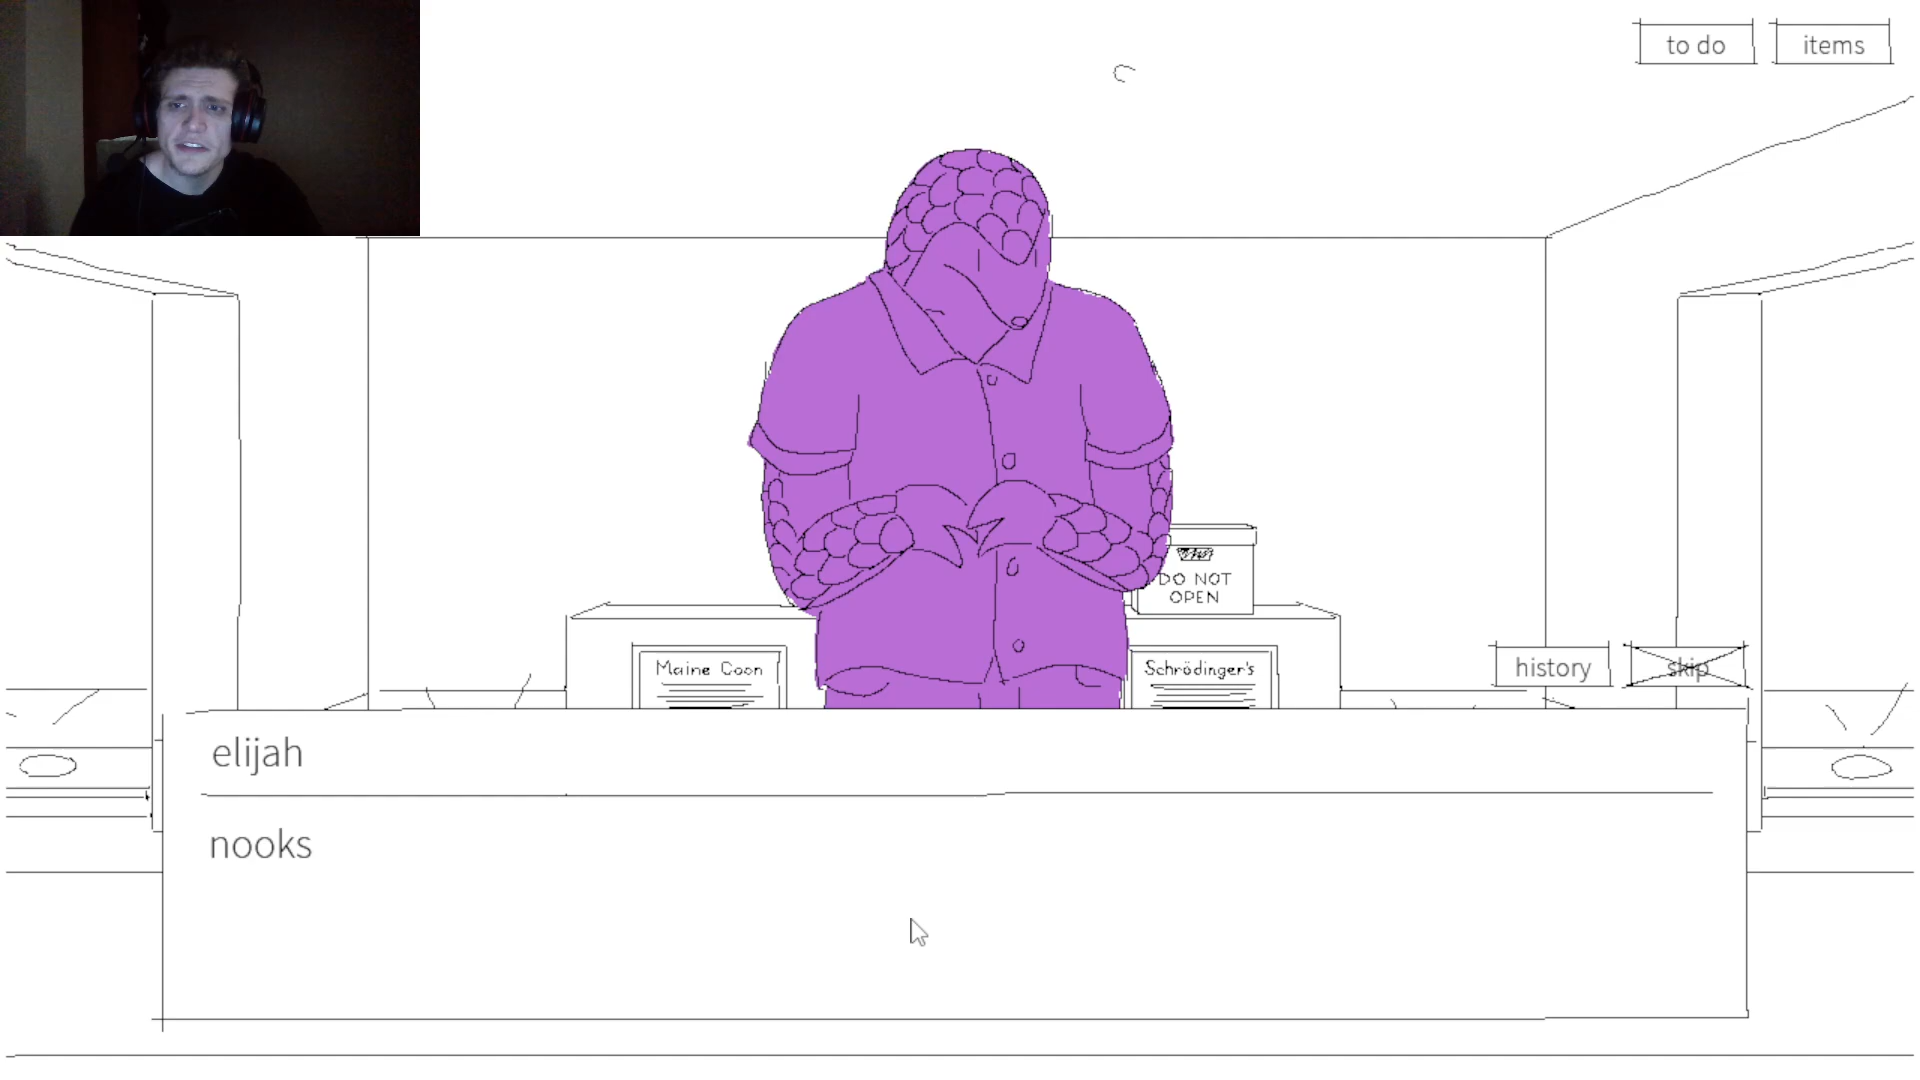 to do
items
DO NOT
OPEN
Maine Coon
Schrödinger's
history
skip
elijah
nooks